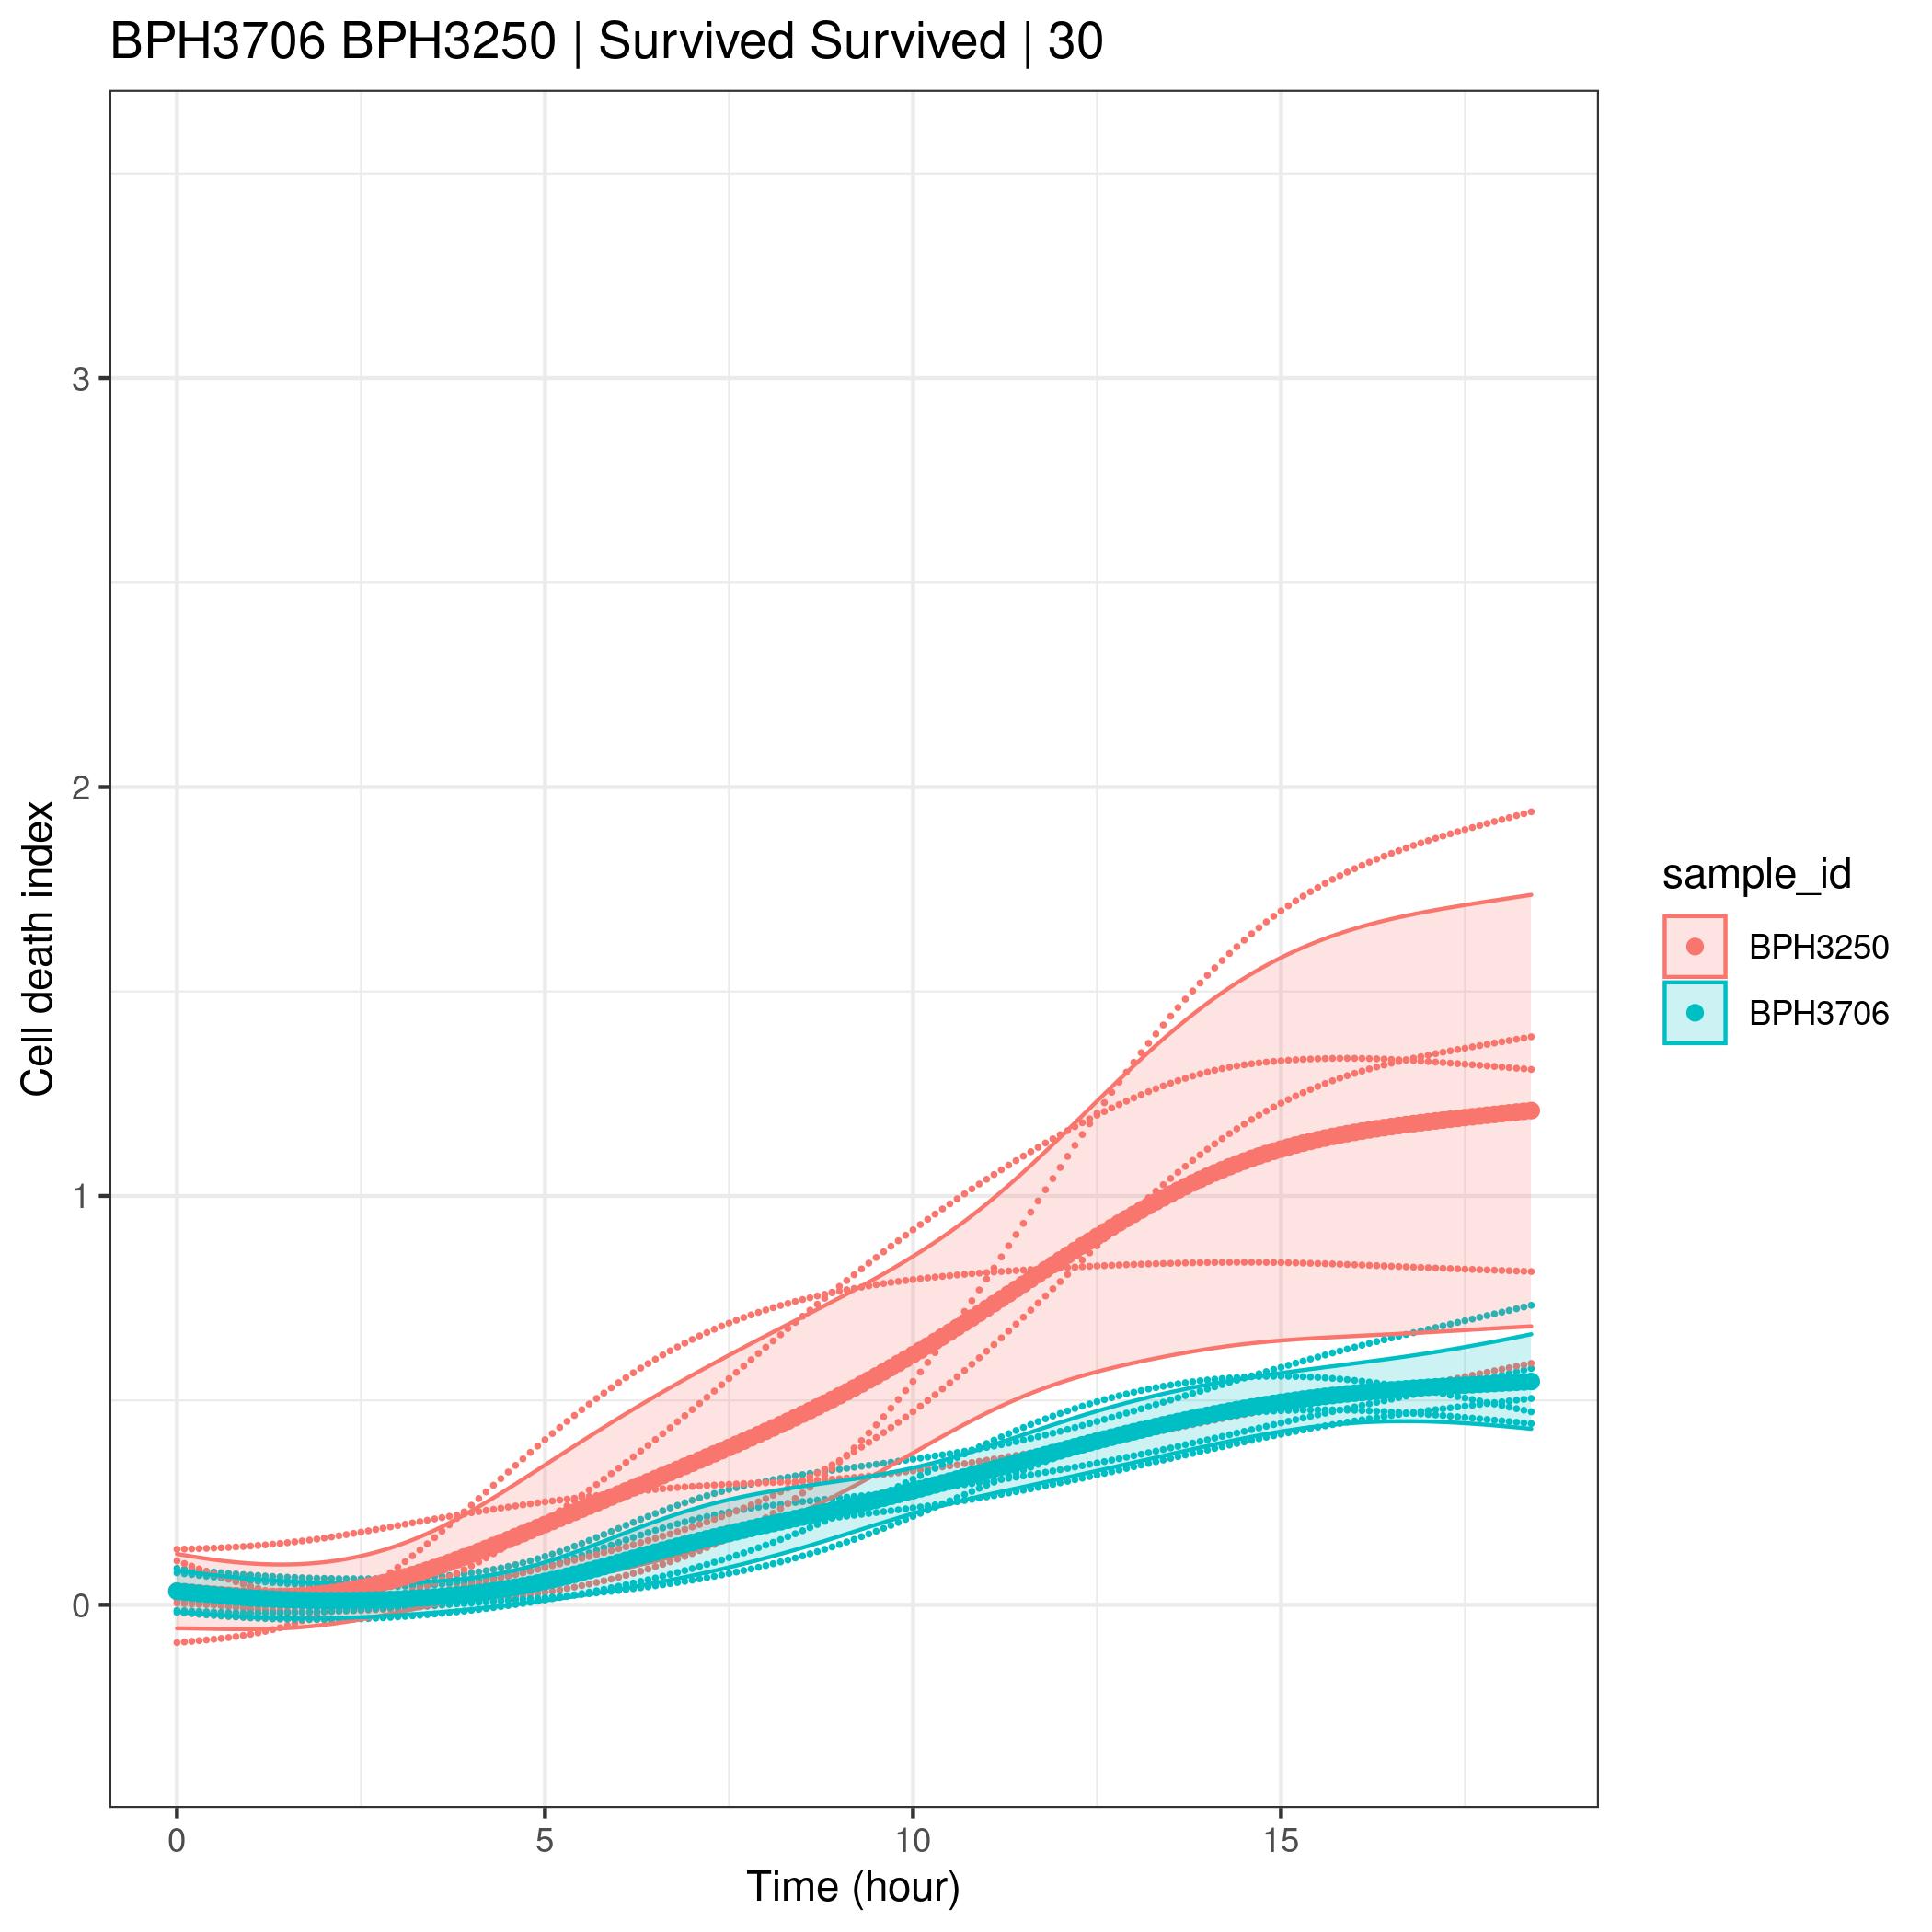 BPH3706 BPH3250 | Survived Survived | 30
3
2
1
0
Cell death index
0 5 10 15
Time (hour)
sample_id
BPH3250
BPH3706